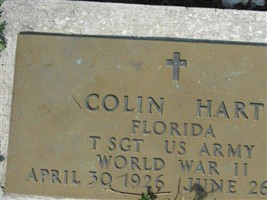 COLIN HART
FLORIDA
T SGT US ARMY
WORLD WAR II
APRIL 30 1926 JUNE 26